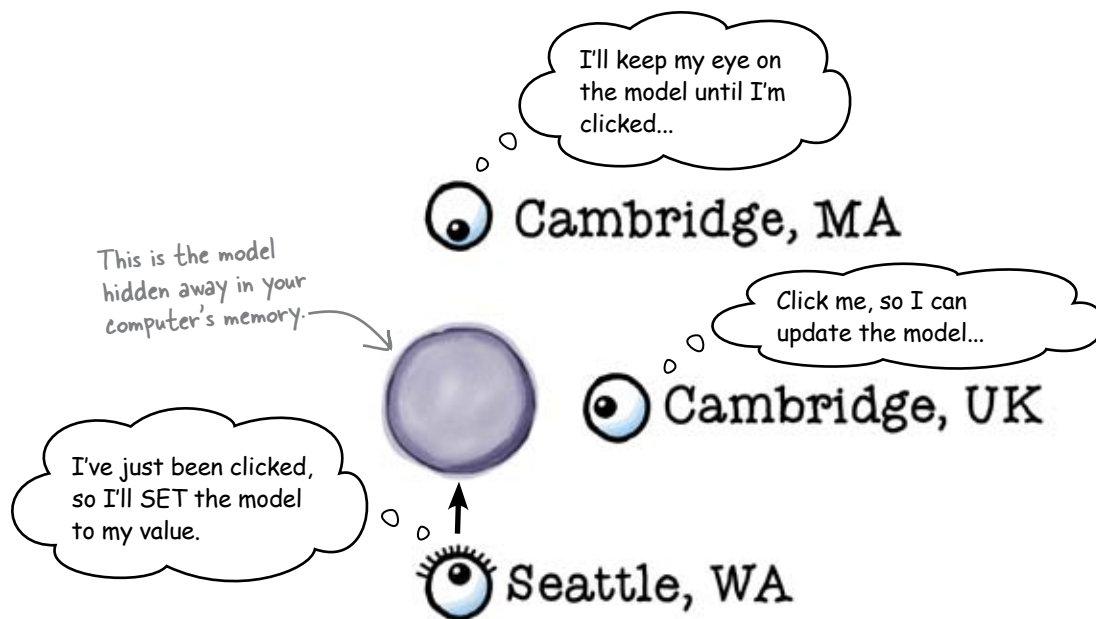 I'll keep my eye on
the model until I'm
clicked...
Cambridge, MA
This is the model
hidden away in your
computer's memory.
Click me, so I can
update the model...
Cambridge, UK
I've just been clicked,
so I'll SET the model
to my value.
Seattle, WA